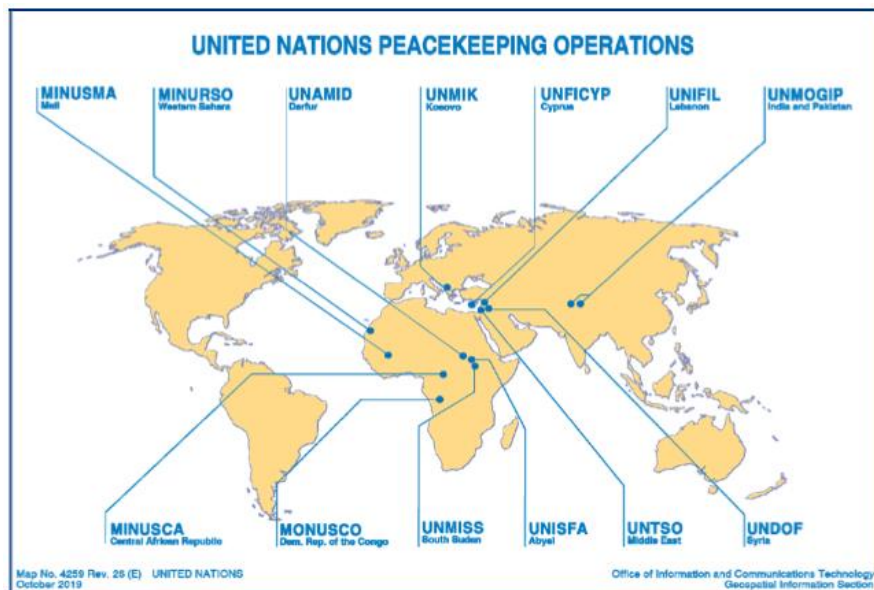 UNITED NATIONS PEACEKEEPING OPERATIONS
MINUSMA
Mali
MINURSO
Western Sahara
UNAMID
Darfur
UNMIK
Kosovo
UNFICYP
Cyprus
UNIFIL
Lebanon
UNMOGIP
India and Pakistan
MINUSCA
Central African Republic
MONUSCO
Dem. Rep. of the Congo
UNMISS
South Sudan
UNISFA
Abyei
UNTSO
Middle East
UNDOF
Syria
Map No. 4259 Rev. 26 (E) UNITED NATIONS
October 2019
Office of Information and Communications Technology
Geospatial Information Section